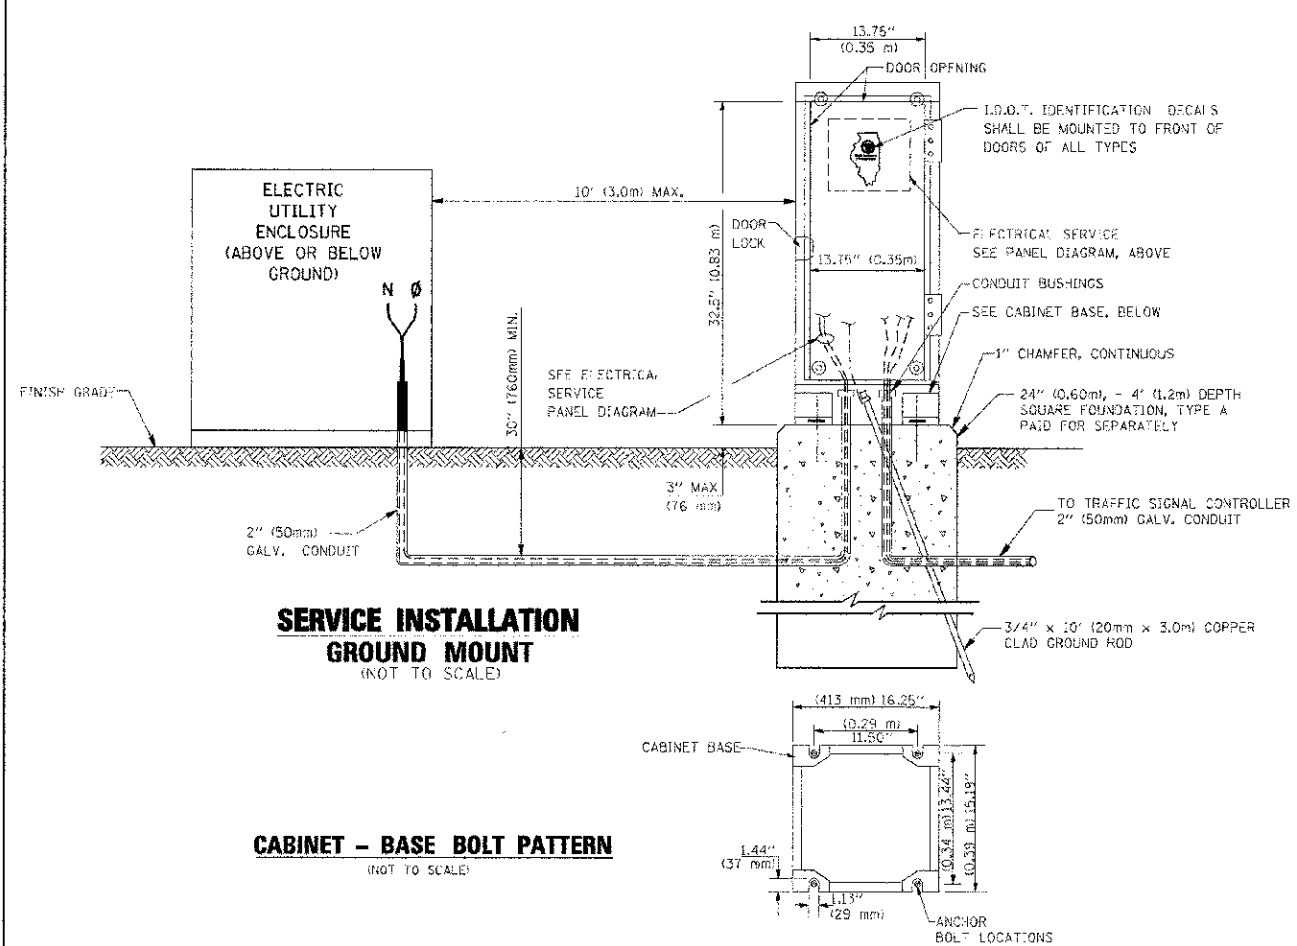 13.75"
(0.35 m)
DOOR OPENING
I.D.O.T. IDENTIFICATION DECALS
SHALL BE MOUNTED TO FRONT OF
DOORS OF ALL TYPES
ELECTRIC
UTILITY
ENCLOSURE
(ABOVE OR BELOW
GROUND)
N Ø
10' (3.0m) MAX.
DOOR
LOCK
32.5" (0.83 m)
13.75" (0.35m)
ELECTRICAL SERVICE
SEE PANEL DIAGRAM, ABOVE
CONDUIT BUSHINGS
SEE CABINET BASE, BELOW
1" CHAMFER, CONTINUOUS
24" (0.60m), - 4' (1.2m) DEPTH
SQUARE FOUNDATION, TYPE A
PAID FOR SEPARATELY
FINISH GRADE
30" (760mm) MIN.
SEE ELECTRICAL
SERVICE
PANEL DIAGRAM
3" MAX
(76 mm)
2" (50mm)
GALV. CONDUIT
TO TRAFFIC SIGNAL CONTROLLER
2" (50mm) GALV. CONDUIT
SERVICE INSTALLATION
GROUND MOUNT
(NOT TO SCALE)
3/4" x 10' (20mm x 3.0m) COPPER
CLAD GROUND ROD
(413 mm) 16.25"
(0.29 m)
11.50"
CABINET BASE
(0.34 m) 13.44"
(0.39 m) 15.19"
CABINET - BASE BOLT PATTERN
(NOT TO SCALE)
1.44"
(37 mm)
1.13"
(29 mm)
ANCHOR
BOLT LOCATIONS